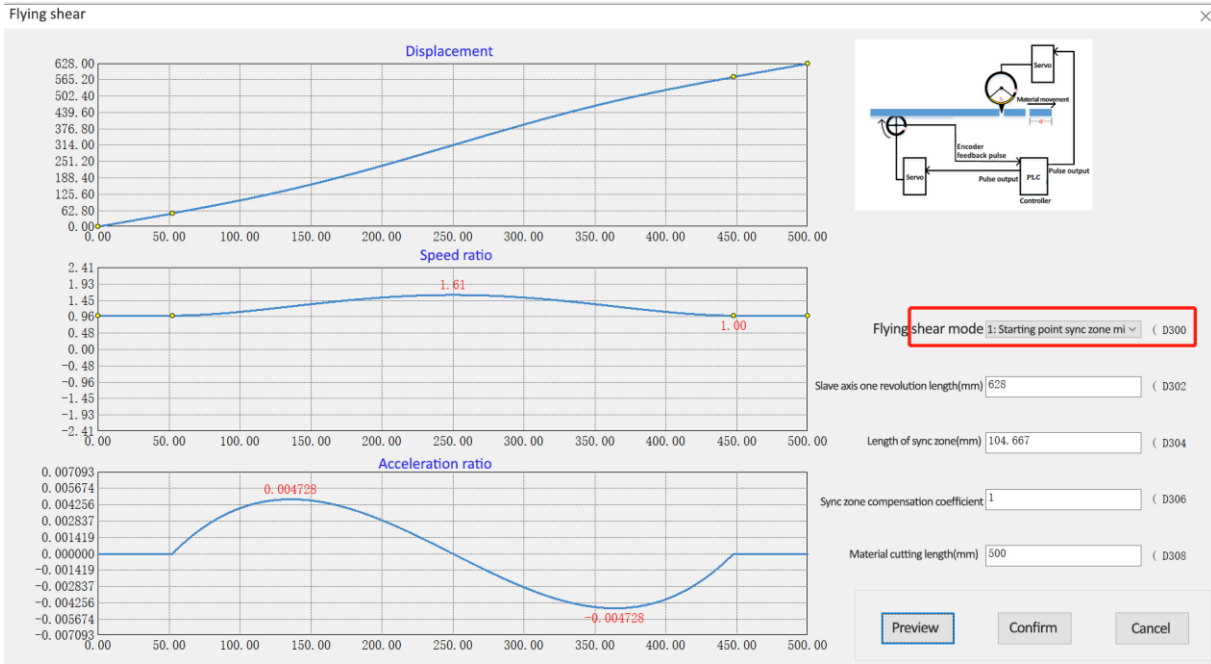 Flying shear
Displacement
628.00
565.20
502.40
439.60
376.80
314.00
251.20
188.40
125.60
62.80
0.00
0.00 50.00 100.00 150.00 200.00 250.00 300.00 350.00 400.00 450.00 500.00
Speed ratio
2.41
1.93
1.45
0.96
0.48
0.00
-0.48
-0.96
-1.45
-1.93
-2.41
1.61
1.00
0.00 50.00 100.00 150.00 200.00 250.00 300.00 350.00 400.00 450.00 500.00
Acceleration ratio
0.007093
0.005674
0.004256
0.002837
0.001419
0.000000
-0.001419
-0.002837
-0.004256
-0.005674
-0.007093
0.004728
-0.004728
0.00 50.00 100.00 150.00 200.00 250.00 300.00 350.00 400.00 450.00 500.00
Servo
Material movement
d
Encoder
feedback pulse
Servo
Pulse output
PLC
Pulse output
Controller
Flying shear mode 1: Starting point sync zone mi ( D300
Slave axis one revolution length(mm) 628 ( D302
Length of sync zone(mm) 104.667 ( D304
Sync zone compensation coefficient 1 ( D306
Material cutting length(mm) 500 ( D308
Preview Confirm Cancel